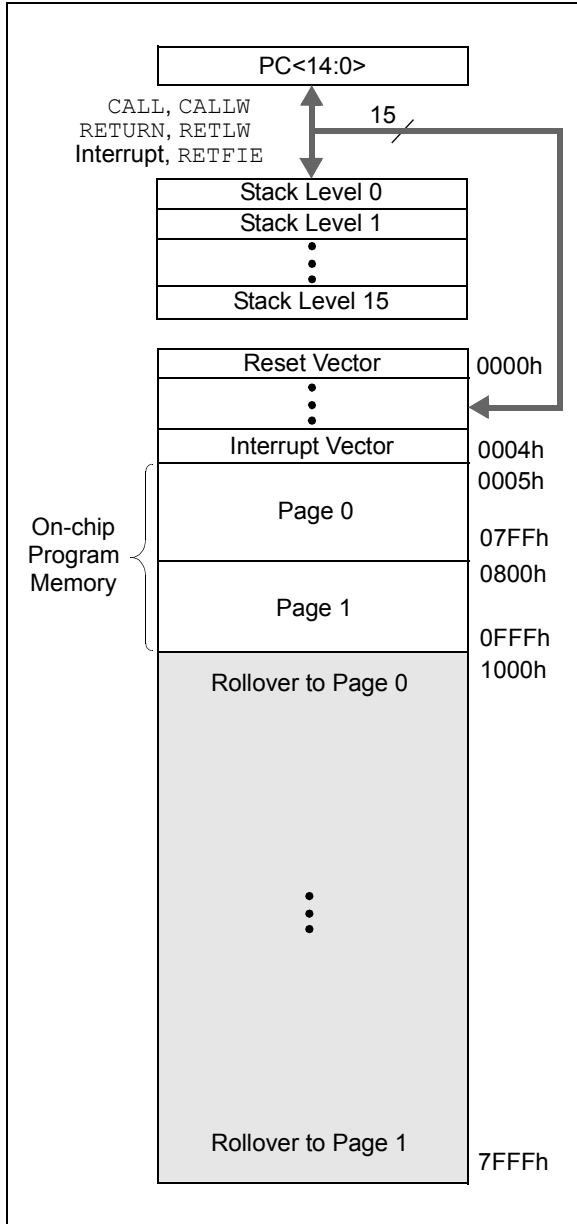 PC<14:0>
CALL, CALLW
RETURN, RETLW
Interrupt, RETFIE
15
Stack Level 0
Stack Level 1
Stack Level 15
Reset Vector
0000h
Interrupt Vector
0004h
0005h
On-chip
Program
Memory
Page 0
07FFh
0800h
Page 1
0FFFh
1000h
Rollover to Page 0
Rollover to Page 1
7FFFh